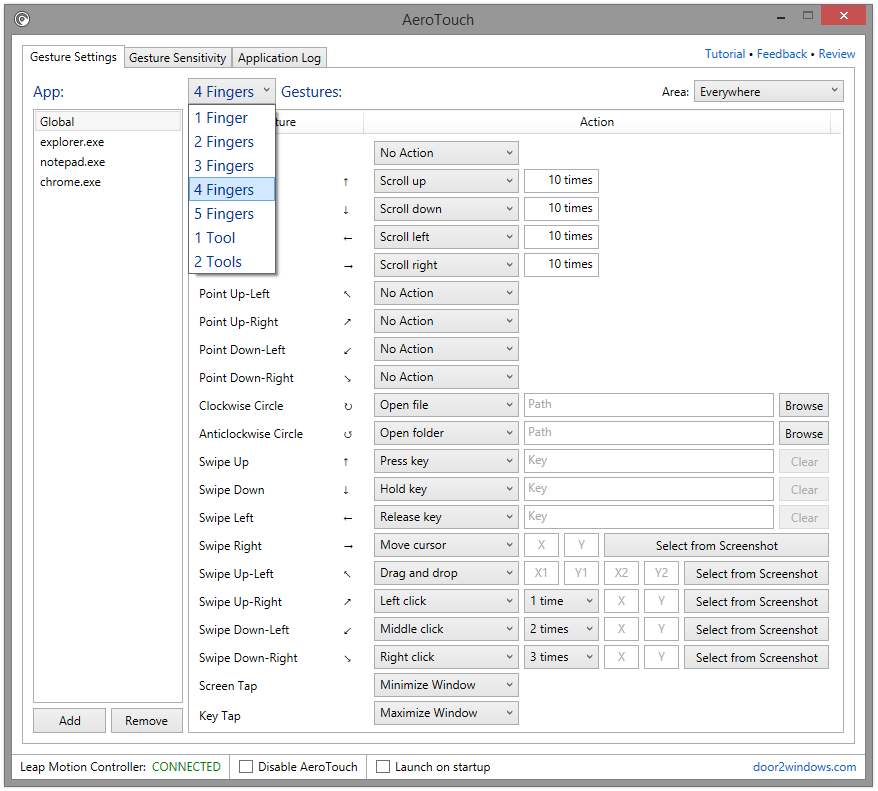 AeroTouch
Gesture Settings Gesture Sensitivity Application Log Tutorial • Feedback • Review
App: 4 Fingers Gestures: Area: Everywhere
Global
explorer.exe
notepad.exe
chrome.exe
1 Finger
2 Fingers
3 Fingers
4 Fingers
5 Fingers
1 Tool
2 Tools
ture Action
No Action
↑ Scroll up 10 times
↓ Scroll down 10 times
← Scroll left 10 times
→ Scroll right 10 times
Point Up-Left ↖ No Action
Point Up-Right ↗ No Action
Point Down-Left ↙ No Action
Point Down-Right ↘ No Action
Clockwise Circle ↻ Open file Path Browse
Anticlockwise Circle ↺ Open folder Path Browse
Swipe Up ↑ Press key Key Clear
Swipe Down ↓ Hold key Key Clear
Swipe Left ← Release key Key Clear
Swipe Right → Move cursor X Y Select from Screenshot
Swipe Up-Left ↖ Drag and drop X1 Y1 X2 Y2 Select from Screenshot
Swipe Up-Right ↗ Left click 1 time X Y Select from Screenshot
Swipe Down-Left ↙ Middle click 2 times X Y Select from Screenshot
Swipe Down-Right ↘ Right click 3 times X Y Select from Screenshot
Screen Tap Minimize Window
Key Tap Maximize Window
Add Remove
Leap Motion Controller: CONNECTED Disable AeroTouch Launch on startup door2windows.com